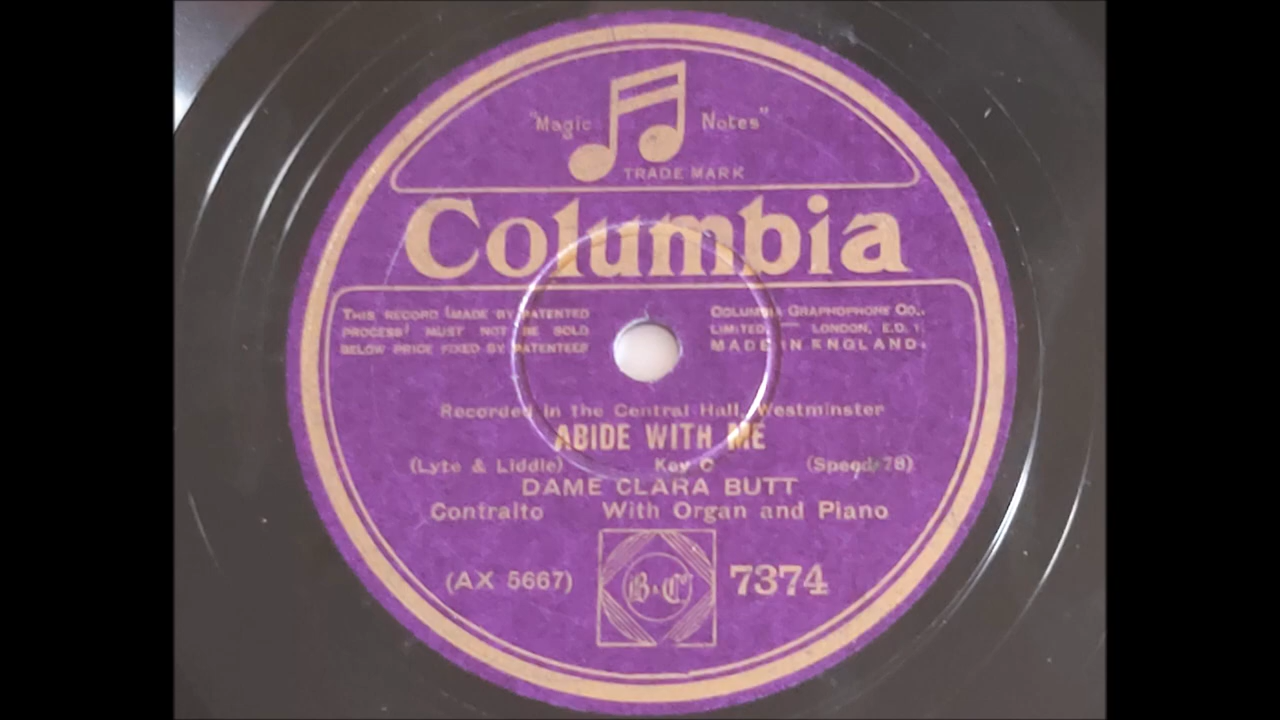 "Magic Notes"
TRADE MARK
Columbia
THIS RECORD (MADE BY PATENTED
PROCESS) MUST NOT BE SOLD
BELOW PRICE FIXED BY PATENTEES
COLUMBIA GRAPHOPHONE CO.,
LIMITED, — LONDON, E.C. 1.
MADE IN ENGLAND.
Recorded in the Central Hall, Westminster
ABIDE WITH ME
(Lyte & Liddle) Key C (Speed 78)
DAME CLARA BUTT
Contralto With Organ and Piano
(AX 5667) B & Co 7374